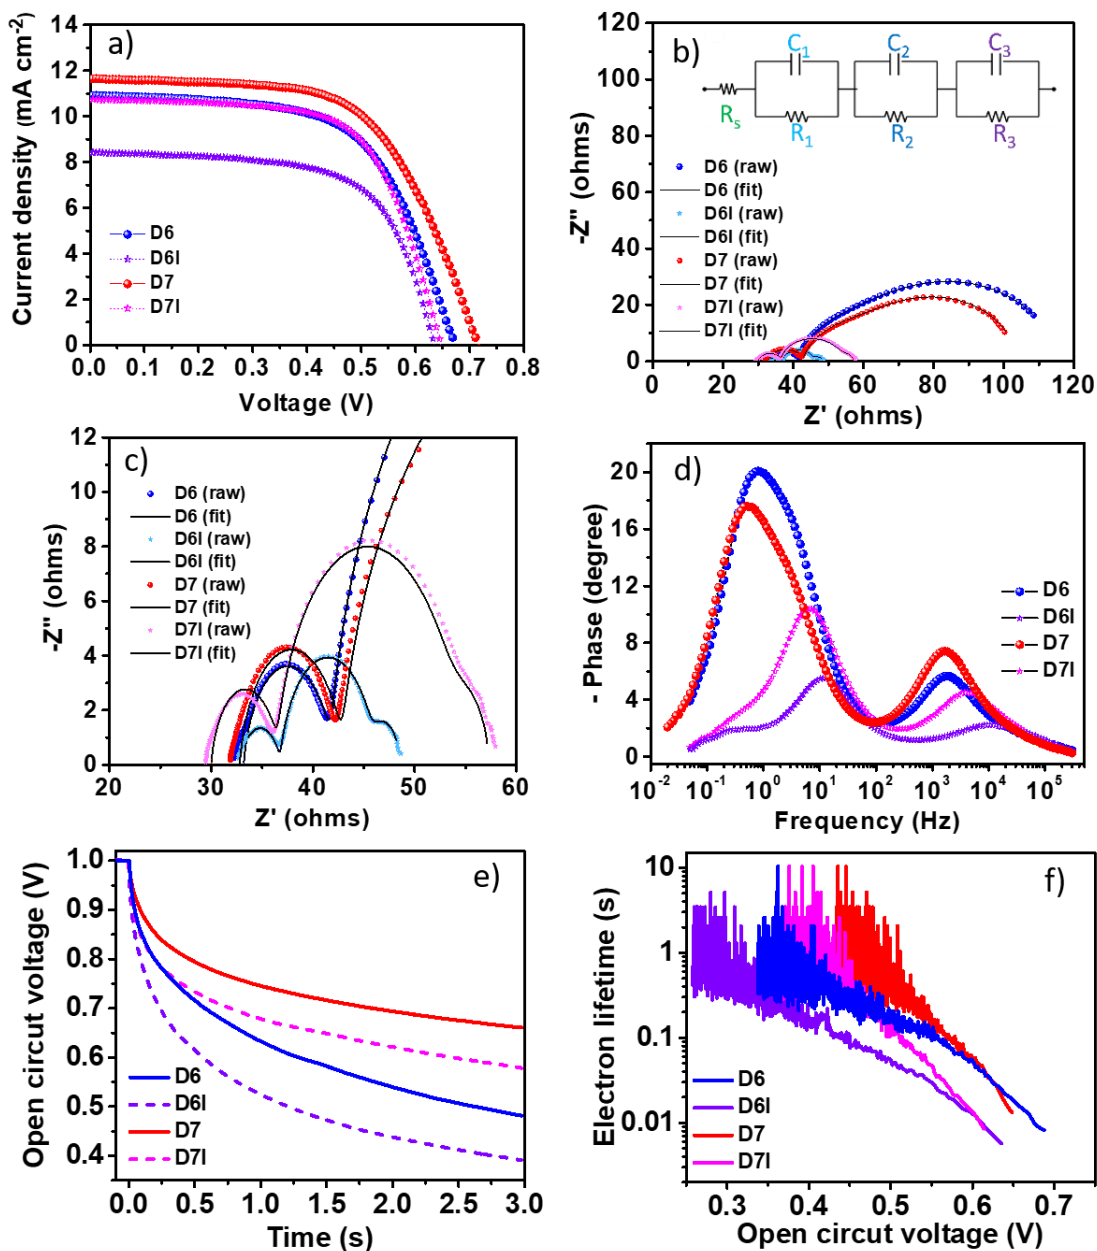 a)
Current density (mA cm-2)
14
12
10
8
6
4
2
0
D6
D6I
D7
D7I
0.0 0.1 0.2 0.3 0.4 0.5 0.6 0.7 0.8
Voltage (V)
b)
-Z" (ohms)
120
100
80
60
40
20
0
C1 C2 C3
Rs R1 R2 R3
D6 (raw)
D6 (fit)
D6I (raw)
D6I (fit)
D7 (raw)
D7 (fit)
D7I (raw)
D7I (fit)
0 20 40 60 80 100 120
Z' (ohms)
c)
-Z" (ohms)
12
10
8
6
4
2
0
D6 (raw)
D6 (fit)
D6I (raw)
D6I (fit)
D7 (raw)
D7 (fit)
D7I (raw)
D7I (fit)
20 30 40 50 60
Z' (ohms)
d)
- Phase (degree)
20
16
12
8
4
0
D6
D6I
D7
D7I
10-2 10-1 100 101 102 103 104 105
Frequency (Hz)
e)
Open circut voltage (V)
1.0
0.9
0.8
0.7
0.6
0.5
0.4
D6
D6I
D7
D7I
0.0 0.5 1.0 1.5 2.0 2.5 3.0
Time (s)
f)
Electron lifetime (s)
10
1
0.1
0.01
D6
D6I
D7
D7I
0.3 0.4 0.5 0.6 0.7
Open circut voltage (V)